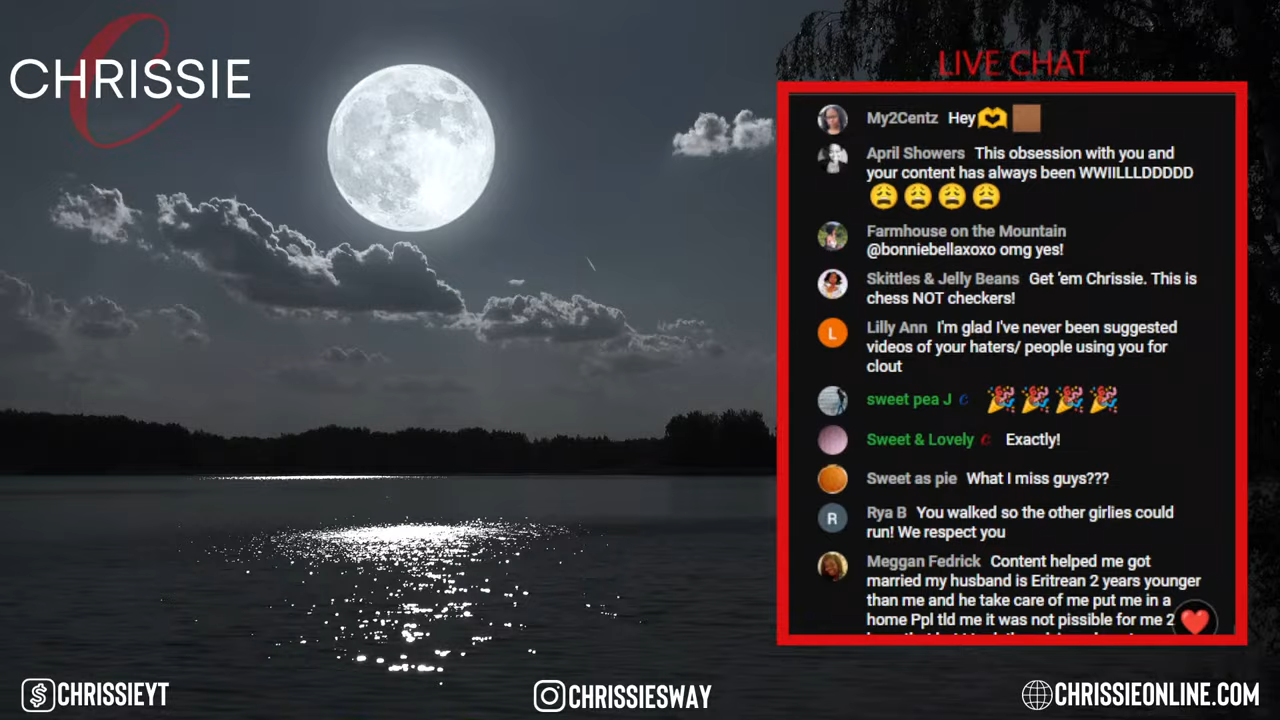 CHRISSIE
LIVE CHAT
My2Centz Hey
April Showers This obsession with you and
your content has always been WWIILLLDDDDD
Farmhouse on the Mountain
@bonniebellaxoxo omg yes!
Skittles & Jelly Beans Get 'em Chrissie. This is
chess NOT checkers!
Lilly Ann I'm glad I've never been suggested
videos of your haters/ people using you for
clout
sweet pea J
Sweet & Lovely Exactly!
Sweet as pie What I miss guys???
Rya B You walked so the other girlies could
run! We respect you
Meggan Fedrick Content helped me got
married my husband is Eritrean 2 years younger
than me and he take care of me put me in a
home Ppl tld me it was not pissible for me 2
L
R
$ CHRISSIEYT
CHRISSIESWAY
CHRISSIEONLINE.COM